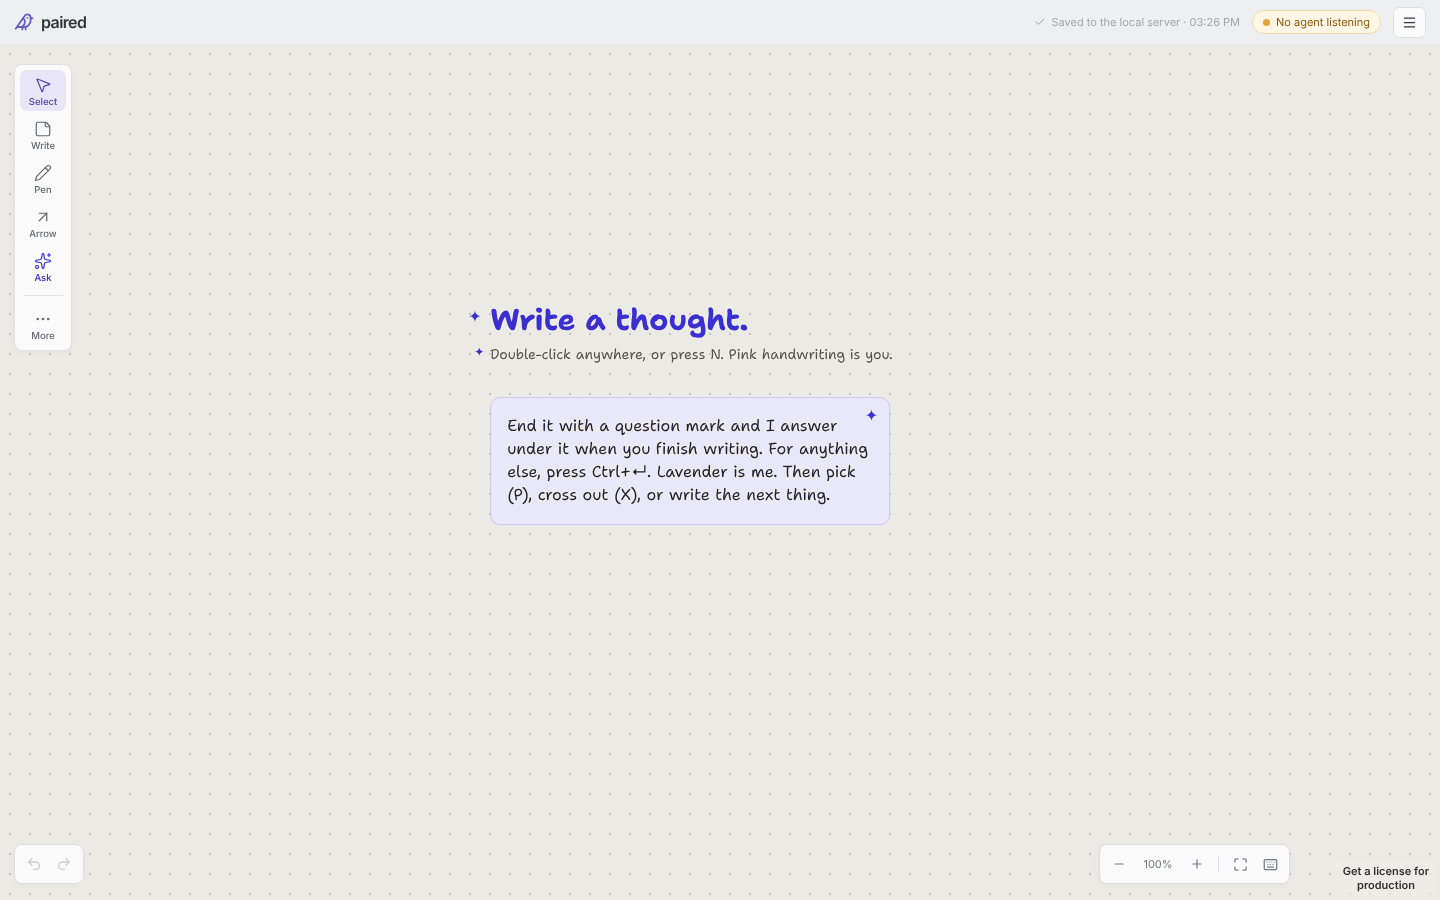 paired
Saved to the local server · 03:26 PM
No agent listening
Select
Write
Pen
Arrow
Ask
More
Write a thought.
Double-click anywhere, or press N. Pink handwriting is you.
End it with a question mark and I answer
under it when you finish writing. For anything
else, press Ctrl+↵. Lavender is me. Then pick
(P), cross out (X), or write the next thing.
100%
Get a license for
production